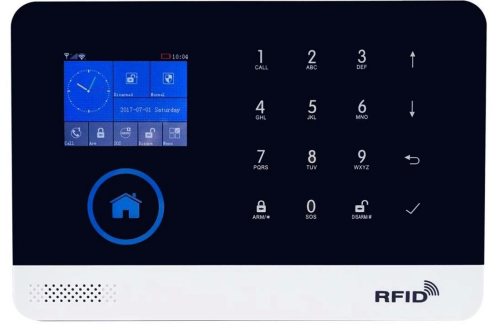 10:04
Disarmed Normal
2017-07-01 Saturday
Call Arm SOS Disarm Menu
1 2 3
CALL ABC DEF
4 5 6
GHL JKL MNO
7 8 9
PQRS TUV WXYZ
0
ARM/* SOS DISARM/#
RFID